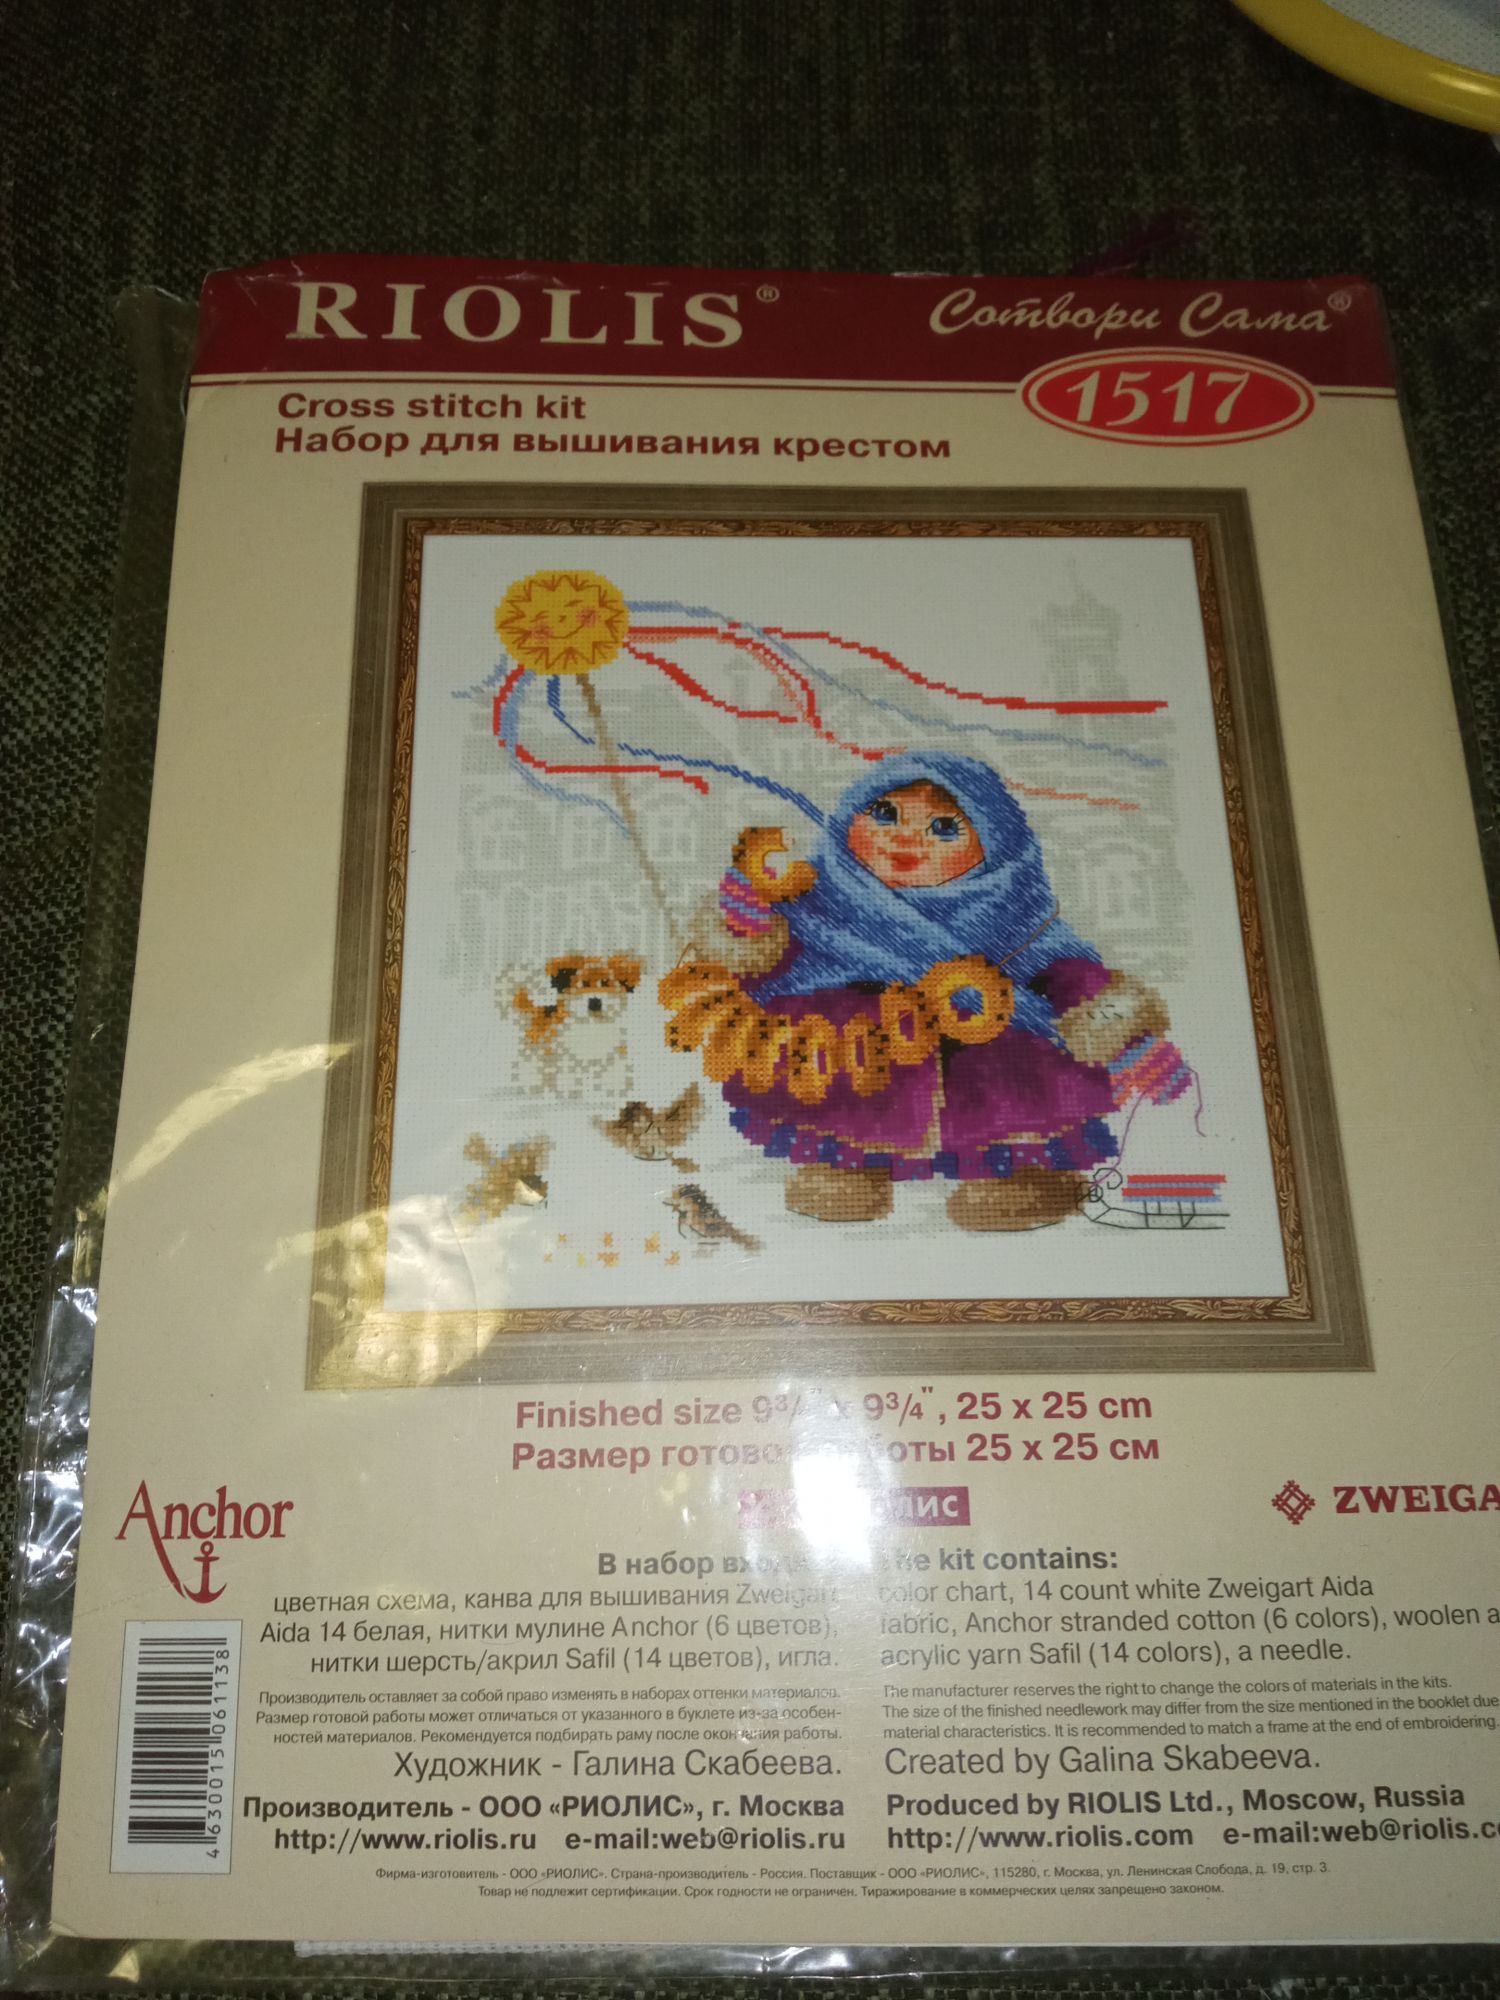 RIOLIS®
Сотвори Сама®
1517
Cross stitch kit
Набор для вышивания крестом
Finished size 9¾" x 9¾", 25 x 25 cm
Размер 25 x 25 см
Anchor
ZWEIGA
В набор
цветная схема, канва для вышивания Zweigart
Aida 14 белая, нитки мулине Anchor (6 цветов),
нитки шерсть/акрил Safil (14 цветов), игла.
The kit contains:
color chart, 14 count white Zweigart Aida
fabric, Anchor stranded cotton (6 colors), woolen a
acrylic yarn Safil (14 colors), a needle.
Производитель оставляет за собой право изменять в наборах оттенки материалов.
Размер готовой работы может отличаться от указанного в буклете из-за особен-
ностей материалов. Рекомендуется подбирать раму после окончания работы.
The manufacturer reserves the right to change the colors of materials in the kits.
The size of the finished needlework may differ from the size mentioned in the booklet due
material characteristics. It is recommended to match a frame at the end of embroidering.
Художник - Галина Скабеева.
Created by Galina Skabeeva.
Производитель - ООО «РИОЛИС», г. Москва
http://www.riolis.ru e-mail:web@riolis.ru
Produced by RIOLIS Ltd., Moscow, Russia
http://www.riolis.com e-mail:web@riolis.co
4 630015 061138
Фирма-изготовитель - ООО «РИОЛИС». Страна-производитель - Россия. Поставщик - ООО «РИОЛИС», 115280, г. Москва, ул. Ленинская Слобода, д. 19, стр. 3.
Товар не подлежит сертификации. Срок годности не ограничен. Тиражирование в коммерческих целях запрещено законом.